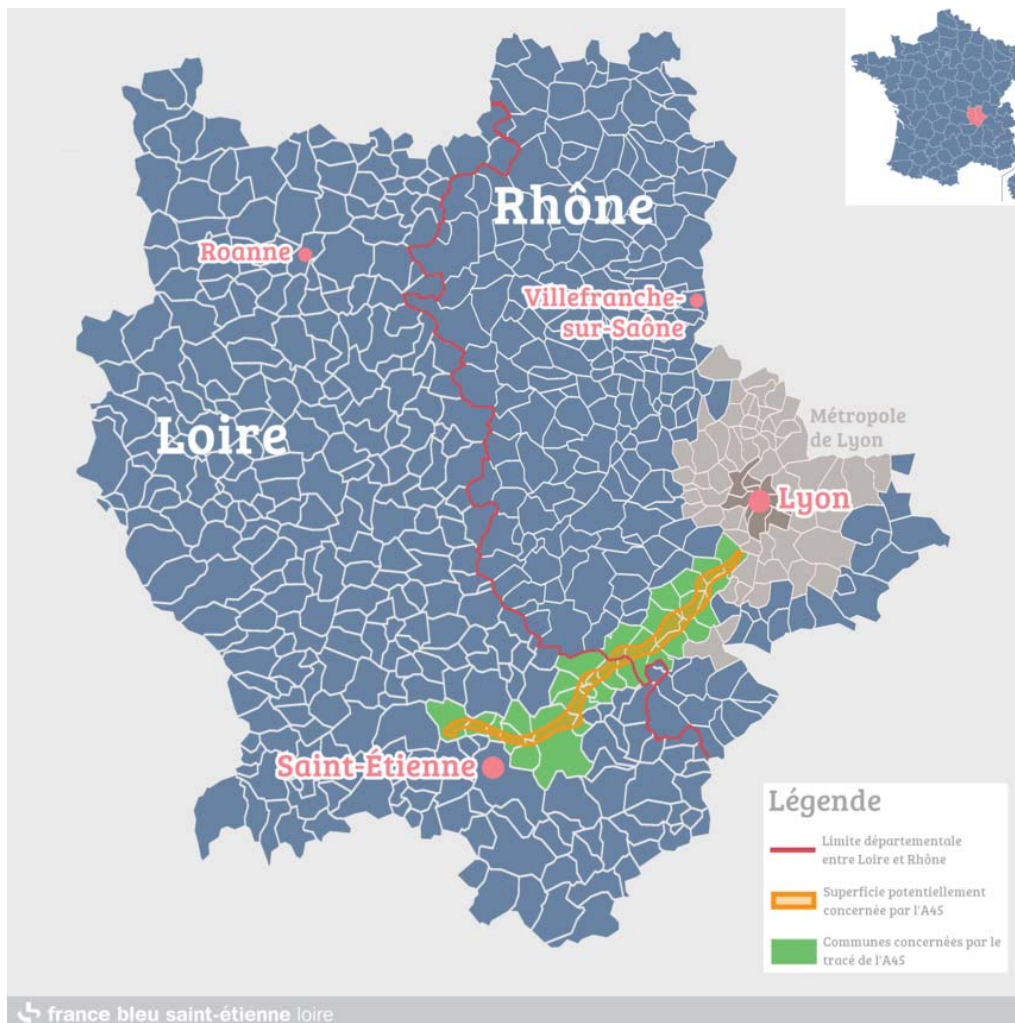 Rhône
Roanne
Villefranche-
sur-Saône
Loire
Métropole
de Lyon
Lyon
Saint-Étienne
Légende
Limite départementale
entre Loire et Rhône
Superficie potentiellement
concernée par l'A45
Communes concernées par le
tracé de l'A45
france bleu saint-étienne loire